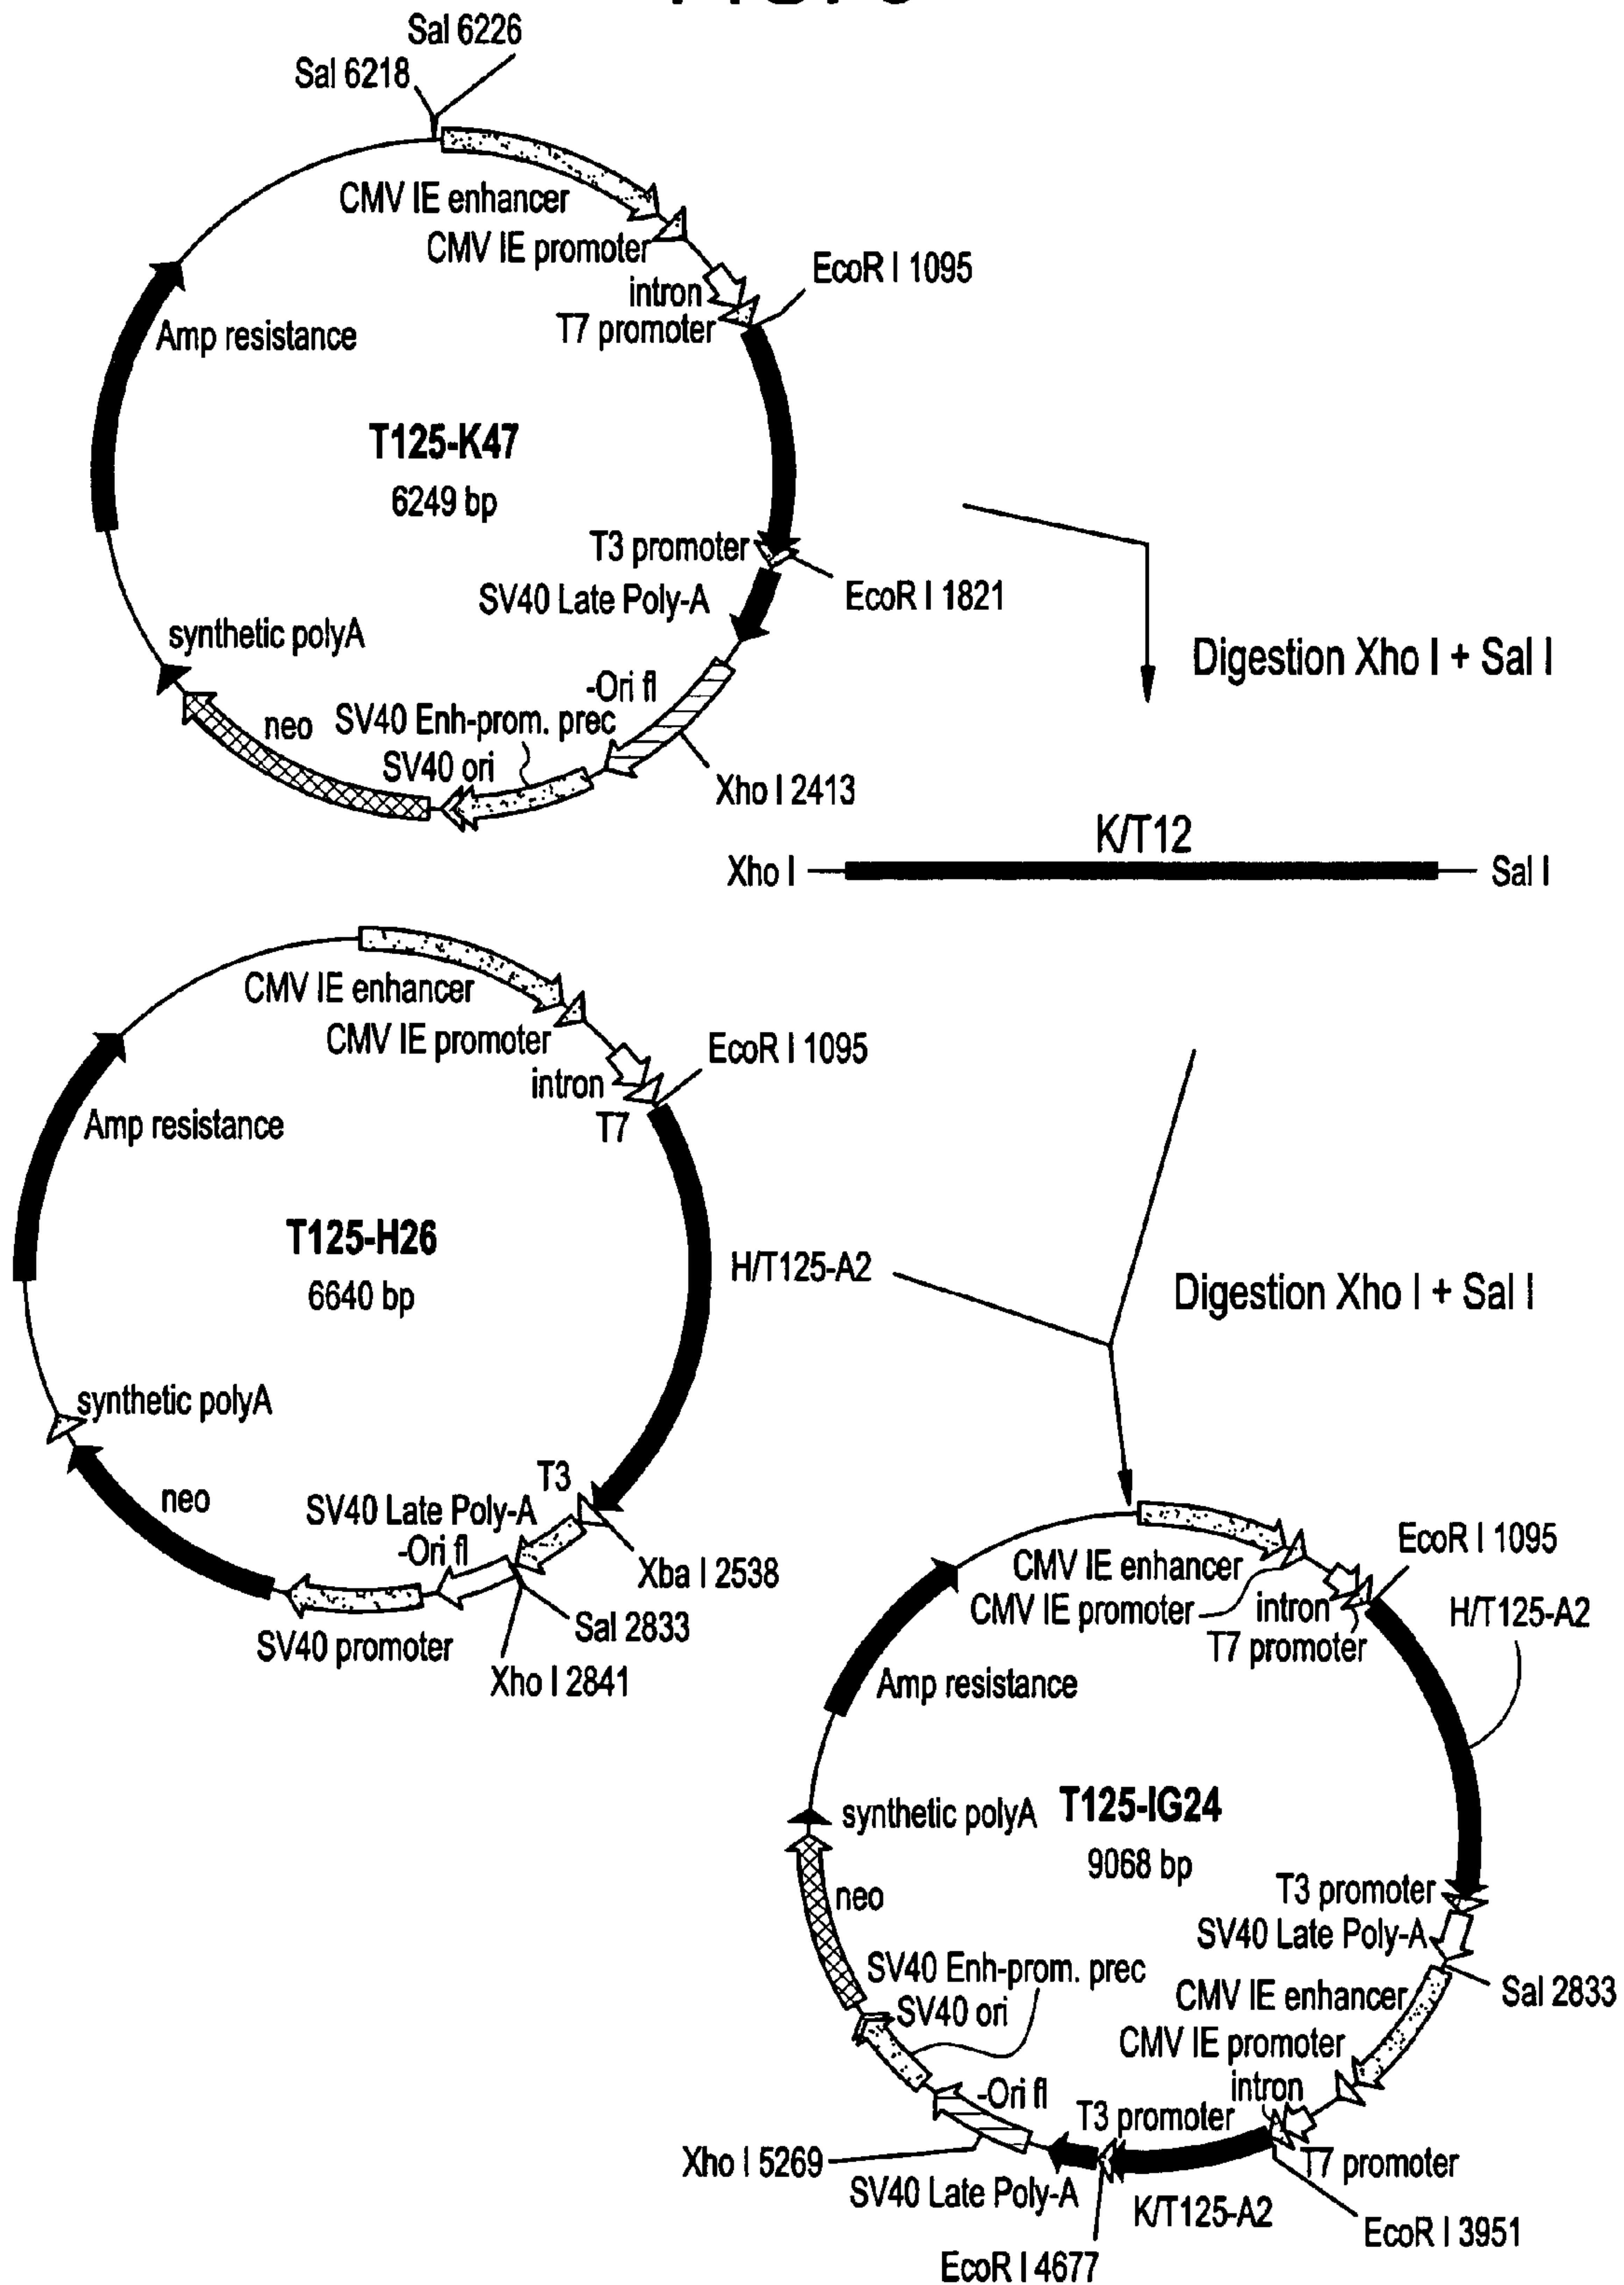 Sal 6226
Sal 6218
CMV IE enhancer
CMV IE promoter
EcoR I 1095
intron
T7 promoter
Amp resistance
T125-K47
6249 bp
T3 promoter
EcoR I 1821
SV40 Late Poly-A
synthetic polyA
Digestion Xho I + Sal I
-Ori fl
neo
SV40 Enh-prom. prec
SV40 ori
Xho I 2413
K/T12
Xho I
Sal I
CMV IE enhancer
CMV IE promoter
EcoR I 1095
intron
T7
Amp resistance
T125-H26
6640 bp
H/T125-A2
Digestion Xho I + Sal I
synthetic polyA
T3
neo
SV40 Late Poly-A
-Ori fl
Xba I 2538
Sal 2833
SV40 promoter
Xho I 2841
EcoR I 1095
CMV IE enhancer
CMV IE promoter
intron
H/T125-A2
T7 promoter
Amp resistance
T125-IG24
synthetic polyA
9068 bp
T3 promoter
neo
SV40 Late Poly-A
SV40 Enh-prom. prec
Sal 2833
CMV IE enhancer
SV40 ori
CMV IE promoter
intron
-Ori fl
T3 promoter
Xho I 5269
T7 promoter
SV40 Late Poly-A
K/T125-A2
EcoR I 3951
EcoR I 4677